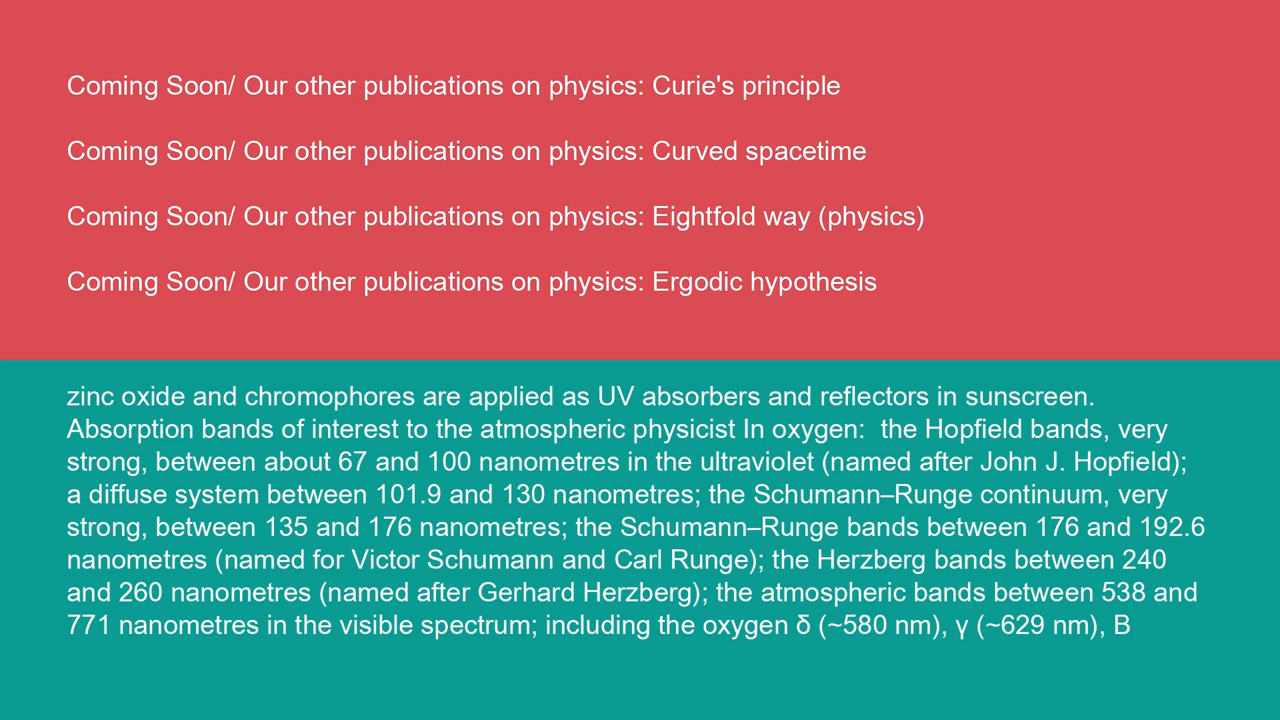 Coming Soon/ Our other publications on physics: Curie's principle
Coming Soon/ Our other publications on physics: Curved spacetime
Coming Soon/ Our other publications on physics: Eightfold way (physics)
Coming Soon/ Our other publications on physics: Ergodic hypothesis
zinc oxide and chromophores are applied as UV absorbers and reflectors in sunscreen.
Absorption bands of interest to the atmospheric physicist In oxygen:  the Hopfield bands, very
strong, between about 67 and 100 nanometres in the ultraviolet (named after John J. Hopfield);
a diffuse system between 101.9 and 130 nanometres; the Schumann–Runge continuum, very
strong, between 135 and 176 nanometres; the Schumann–Runge bands between 176 and 192.6
nanometres (named for Victor Schumann and Carl Runge); the Herzberg bands between 240
and 260 nanometres (named after Gerhard Herzberg); the atmospheric bands between 538 and
771 nanometres in the visible spectrum; including the oxygen δ (~580 nm), γ (~629 nm), B